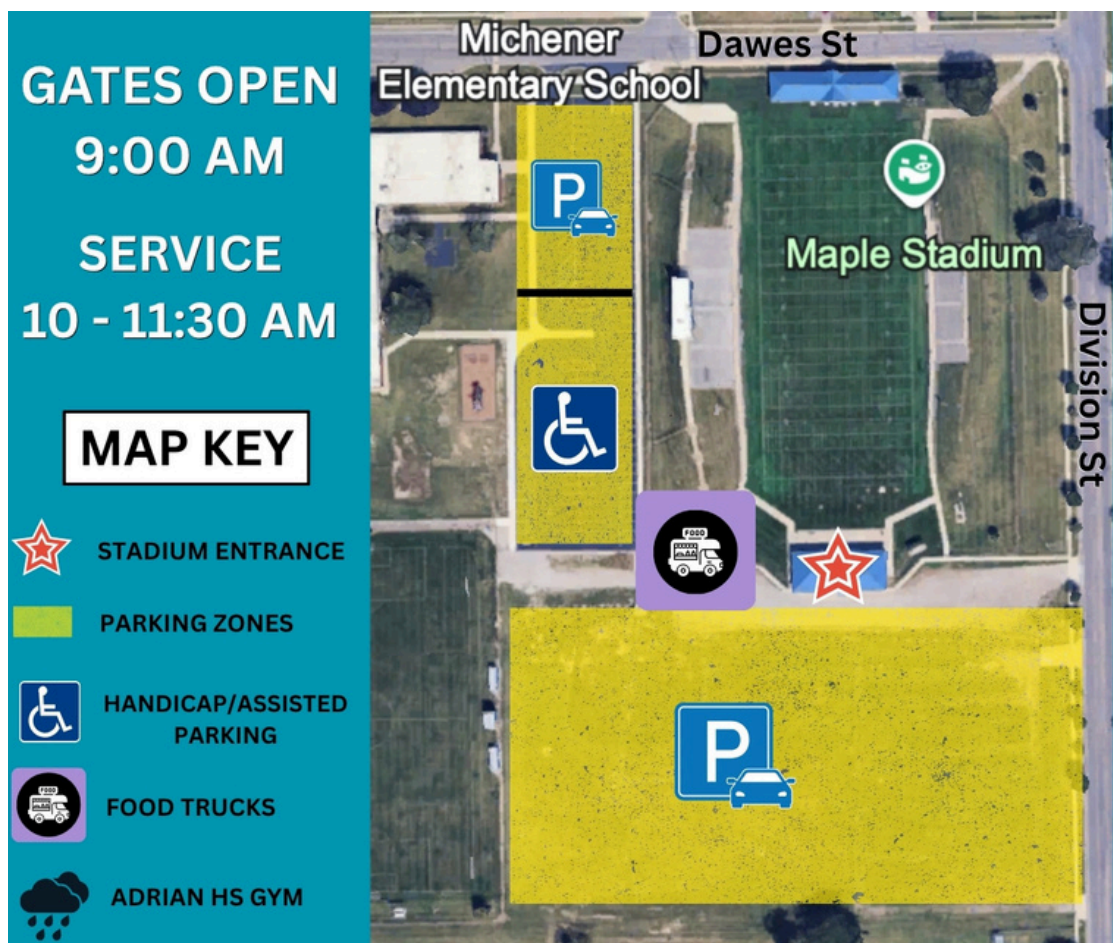 GATES OPEN
9:00 AM
SERVICE
10 - 11:30 AM
MAP KEY
STADIUM ENTRANCE
PARKING ZONES
HANDICAP/ASSISTED
PARKING
FOOD
FOOD TRUCKS
ADRIAN HS GYM
Michener
Elementary School
Dawes St
P
Maple Stadium
Division St
FOOD
P